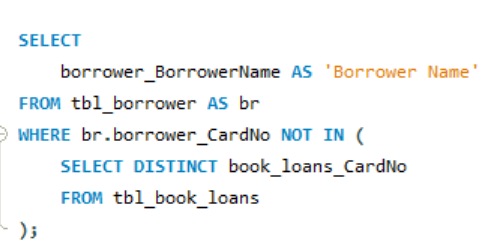 SELECT
borrower_BorrowerName AS 'Borrower Name'
FROM tbl_borrower AS br
WHERE br.borrower_CardNo NOT IN (
SELECT DISTINCT book_loans_CardNo
FROM tbl_book_loans
);